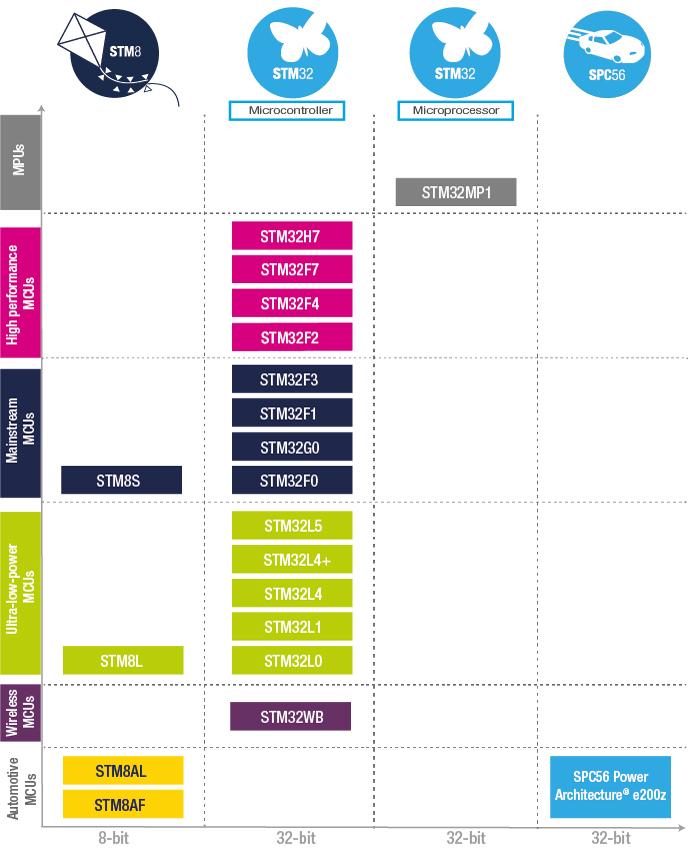 STM8
STM32
STM32
SPC56
Microcontroller
Microprocessor
MPUs
STM32MP1
High performance
MCUs
STM32H7
STM32F7
STM32F4
STM32F2
Mainstream
MCUs
STM32F3
STM32F1
STM32G0
STM8S
STM32F0
Ultra-low-power
MCUs
STM32L5
STM32L4+
STM32L4
STM32L1
STM8L
STM32L0
Wireless
MCUs
STM32WB
Automotive
MCUs
STM8AL
STM8AF
SPC56 Power
Architecture® e200z
8-bit
32-bit
32-bit
32-bit